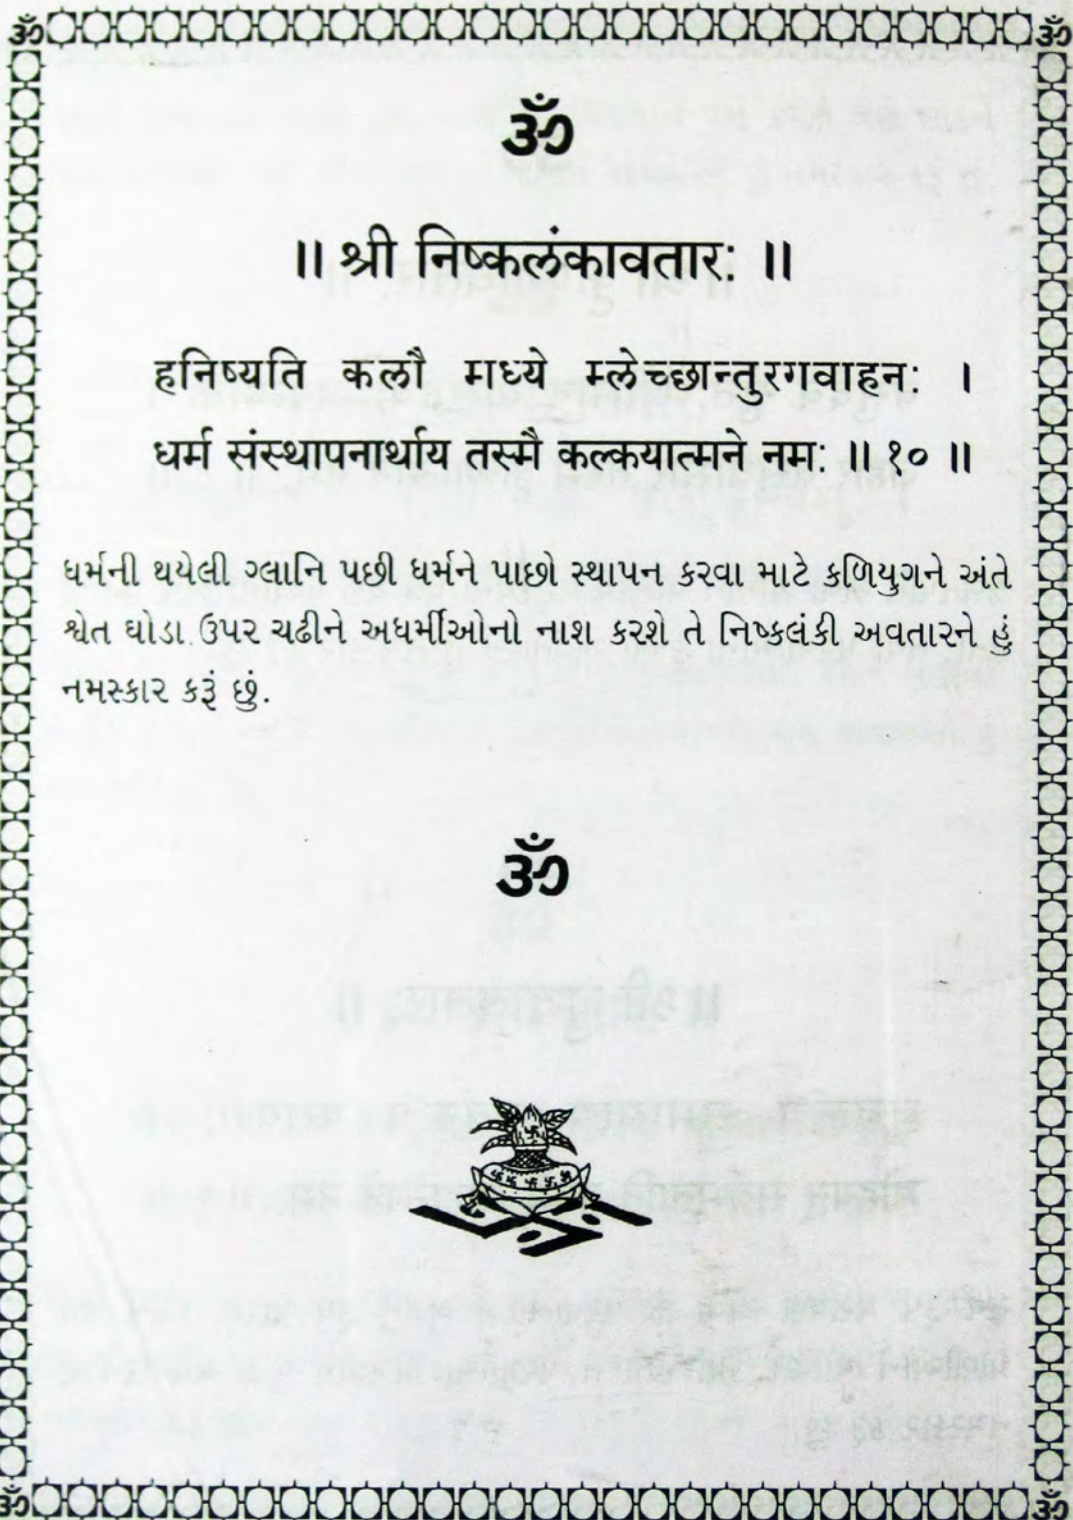 ॐ
॥ श्री निष्कलंकावतार: ॥
हनिष्यति कलौ मध्ये म्लेच्छान्तुरगवाहन: ।
धर्म संस्थापनार्थाय तस्मै कल्कयात्मने नम: ॥ १० ॥
ધર્મની થયેલી ગ્લાનિ પછી ધર્મને પાછો સ્થાપન કરવા માટે કળિયુગને અંતે
શ્વેત ઘોડા ઉપર ચઢીને અધર્મીઓનો નાશ કરશે તે નિષ્કલંકી અવતારને હું
નમસ્કાર કરૂં છું.
ॐ